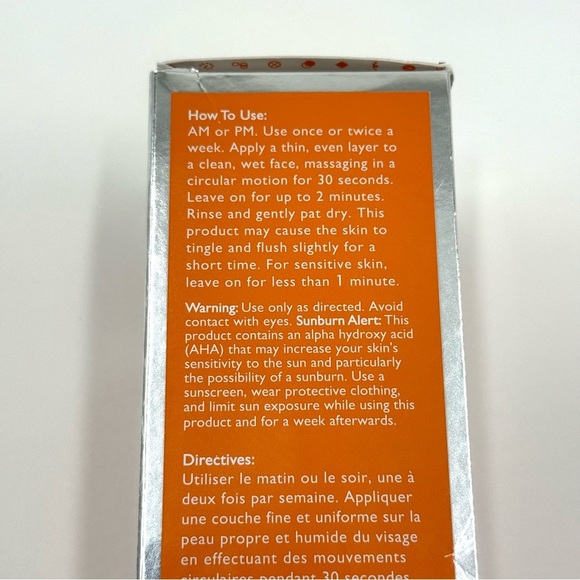 How To Use:
AM or PM. Use once or twice a
week. Apply a thin, even layer to
a clean, wet face, massaging in a
circular motion for 30 seconds.
Leave on for up to 2 minutes.
Rinse and gently pat dry. This
product may cause the skin to
tingle and flush slightly for a
short time. For sensitive skin,
leave on for less than 1 minute.
Warning: Use only as directed. Avoid
contact with eyes. Sunburn Alert: This
product contains an alpha hydroxy acid
(AHA) that may increase your skin's
sensitivity to the sun and particularly
the possibility of a sunburn. Use a
sunscreen, wear protective clothing,
and limit sun exposure while using this
product and for a week afterwards.
Directives:
Utiliser le matin ou le soir, une à
deux fois par semaine. Appliquer
une couche fine et uniforme sur la
peau propre et humide du visage
en effectuant des mouvements
circulaires pendant 30 secondes